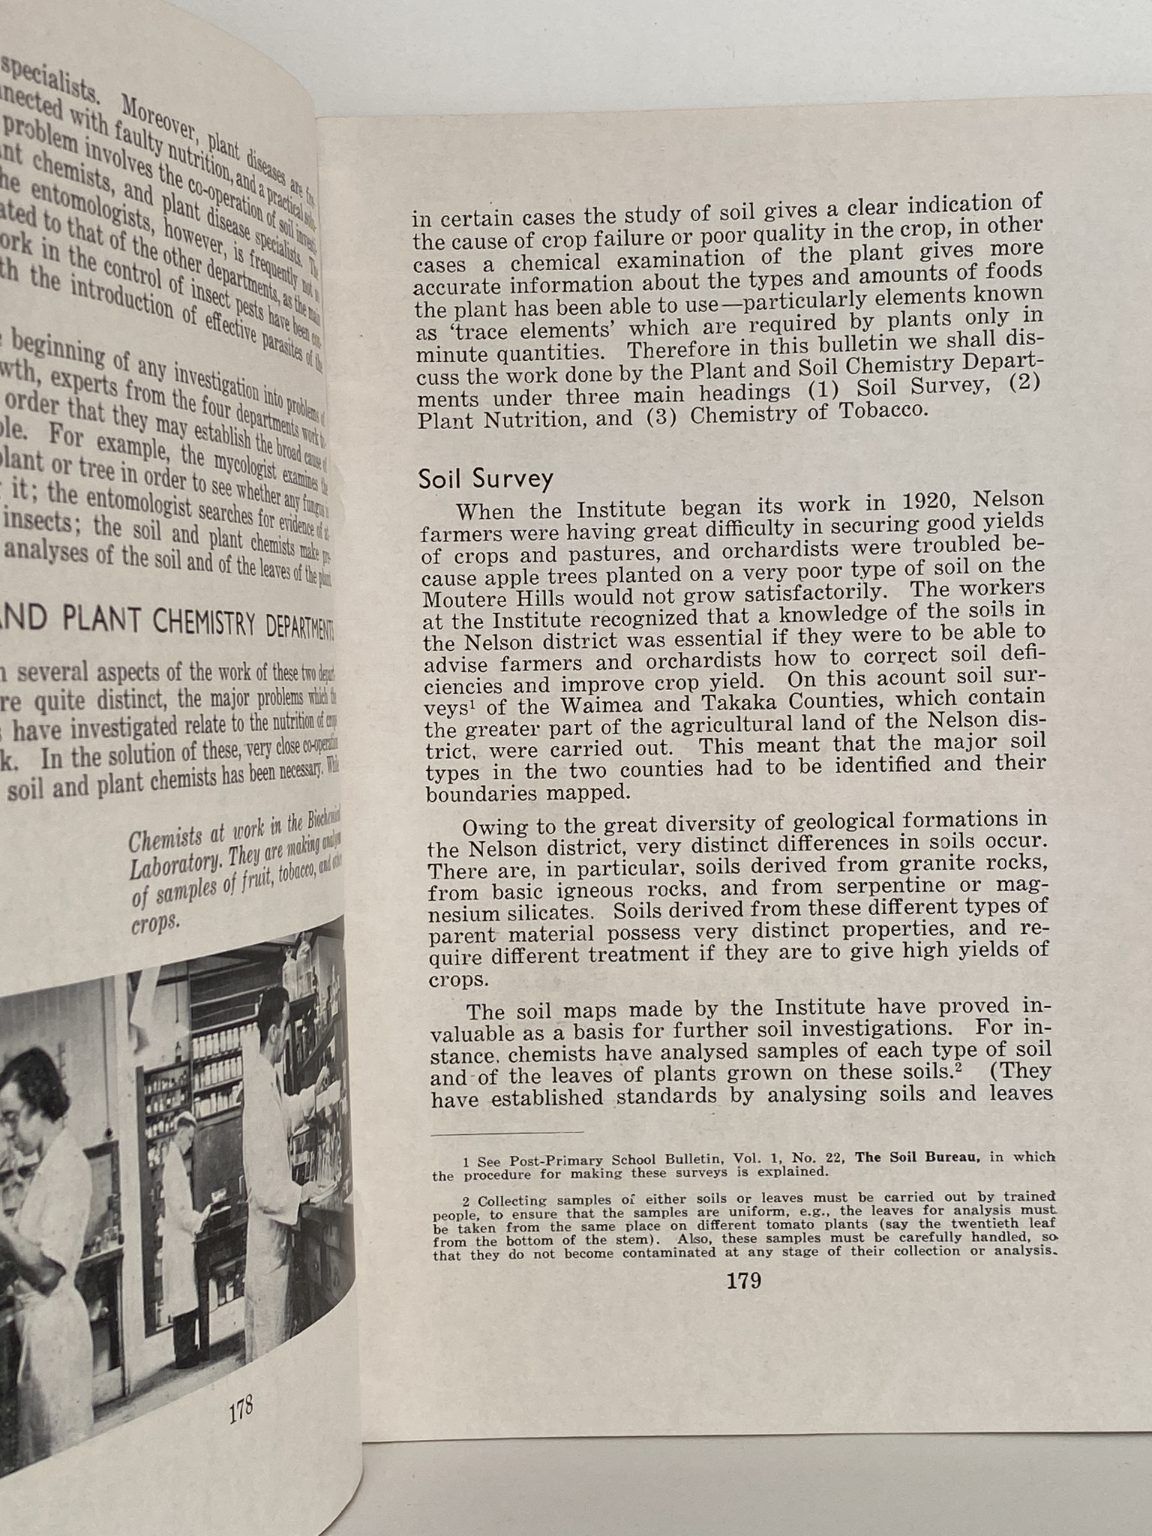 specialists. Moreover, plant diseases are
nected with faulty nutrition, and a practical
problem involves the co-operation of soil
nt chemists, and plant disease specialists.
he entomologists, however, is frequently not
ated to that of the other departments, as the main
ork in the control of insect pests have been
th the introduction of effective parasites of
beginning of any investigation into problems
wth, experts from the four departments work
order that they may establish the broad cause
ole. For example, the mycologist examines
plant or tree in order to see whether any fungus
it; the entomologist searches for evidence of
insects; the soil and plant chemists make
analyses of the soil and of the leaves of the plant
AND PLANT CHEMISTRY DEPARTMENTS
several aspects of the work of these two
re quite distinct, the major problems which
have investigated relate to the nutrition of
k. In the solution of these, very close co-operation
soil and plant chemists has been necessary. While
Chemists at work in the
Laboratory. They are making
of samples of fruit, tobacco, and
crops.
178
in certain cases the study of soil gives a clear indication of
the cause of crop failure or poor quality in the crop, in other
cases a chemical examination of the plant gives more
accurate information about the types and amounts of foods
the plant has been able to use—particularly elements known
as ‘trace elements’ which are required by plants only in
minute quantities. Therefore in this bulletin we shall dis-
cuss the work done by the Plant and Soil Chemistry Depart-
ments under three main headings (1) Soil Survey, (2)
Plant Nutrition, and (3) Chemistry of Tobacco.
Soil Survey
When the Institute began its work in 1920, Nelson
farmers were having great difficulty in securing good yields
of crops and pastures, and orchardists were troubled be-
cause apple trees planted on a very poor type of soil on the
Moutere Hills would not grow satisfactorily. The workers
at the Institute recognized that a knowledge of the soils in
the Nelson district was essential if they were to be able to
advise farmers and orchardists how to correct soil defi-
ciencies and improve crop yield. On this acount soil sur-
veys¹ of the Waimea and Takaka Counties, which contain
the greater part of the agricultural land of the Nelson dis-
trict, were carried out. This meant that the major soil
types in the two counties had to be identified and their
boundaries mapped.
Owing to the great diversity of geological formations in
the Nelson district, very distinct differences in soils occur.
There are, in particular, soils derived from granite rocks,
from basic igneous rocks, and from serpentine or mag-
nesium silicates. Soils derived from these different types of
parent material possess very distinct properties, and re-
quire different treatment if they are to give high yields of
crops.
The soil maps made by the Institute have proved in-
valuable as a basis for further soil investigations. For in-
stance, chemists have analysed samples of each type of soil
and of the leaves of plants grown on these soils.² (They
have established standards by analysing soils and leaves
1 See Post-Primary School Bulletin, Vol. 1, No. 22, The Soil Bureau, in which
the procedure for making these surveys is explained.
2 Collecting samples of either soils or leaves must be carried out by trained
people, to ensure that the samples are uniform, e.g., the leaves for analysis must
be taken from the same place on different tomato plants (say the twentieth leaf
from the bottom of the stem). Also, these samples must be carefully handled, so
that they do not become contaminated at any stage of their collection or analysis.
179